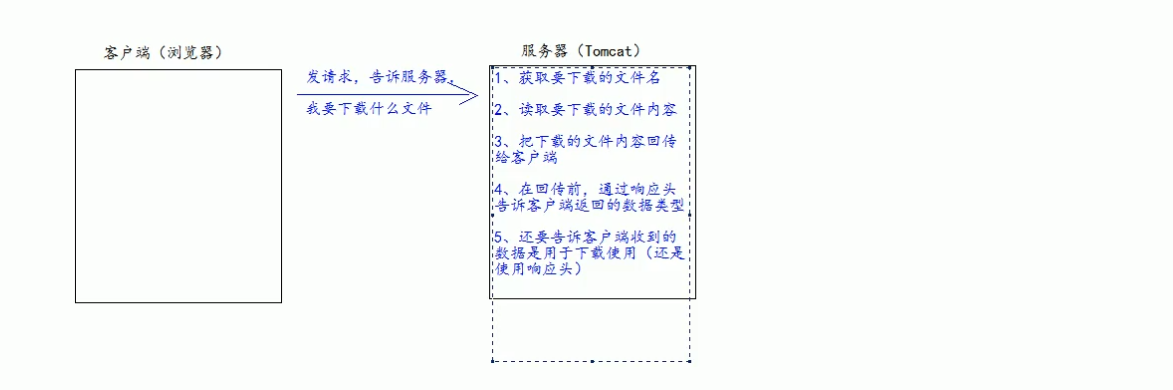 客户端（浏览器）
服务器（Tomcat）
发请求，告诉服务器，
我要下载什么文件
1、获取要下载的文件名
2、读取要下载的文件内容
3、把下载的文件内容回传
给客户端
4、在回传前，通过响应头
告诉客户端返回的数据类型
5、还要告诉客户端收到的
数据是用于下载使用（还是
使用响应头）